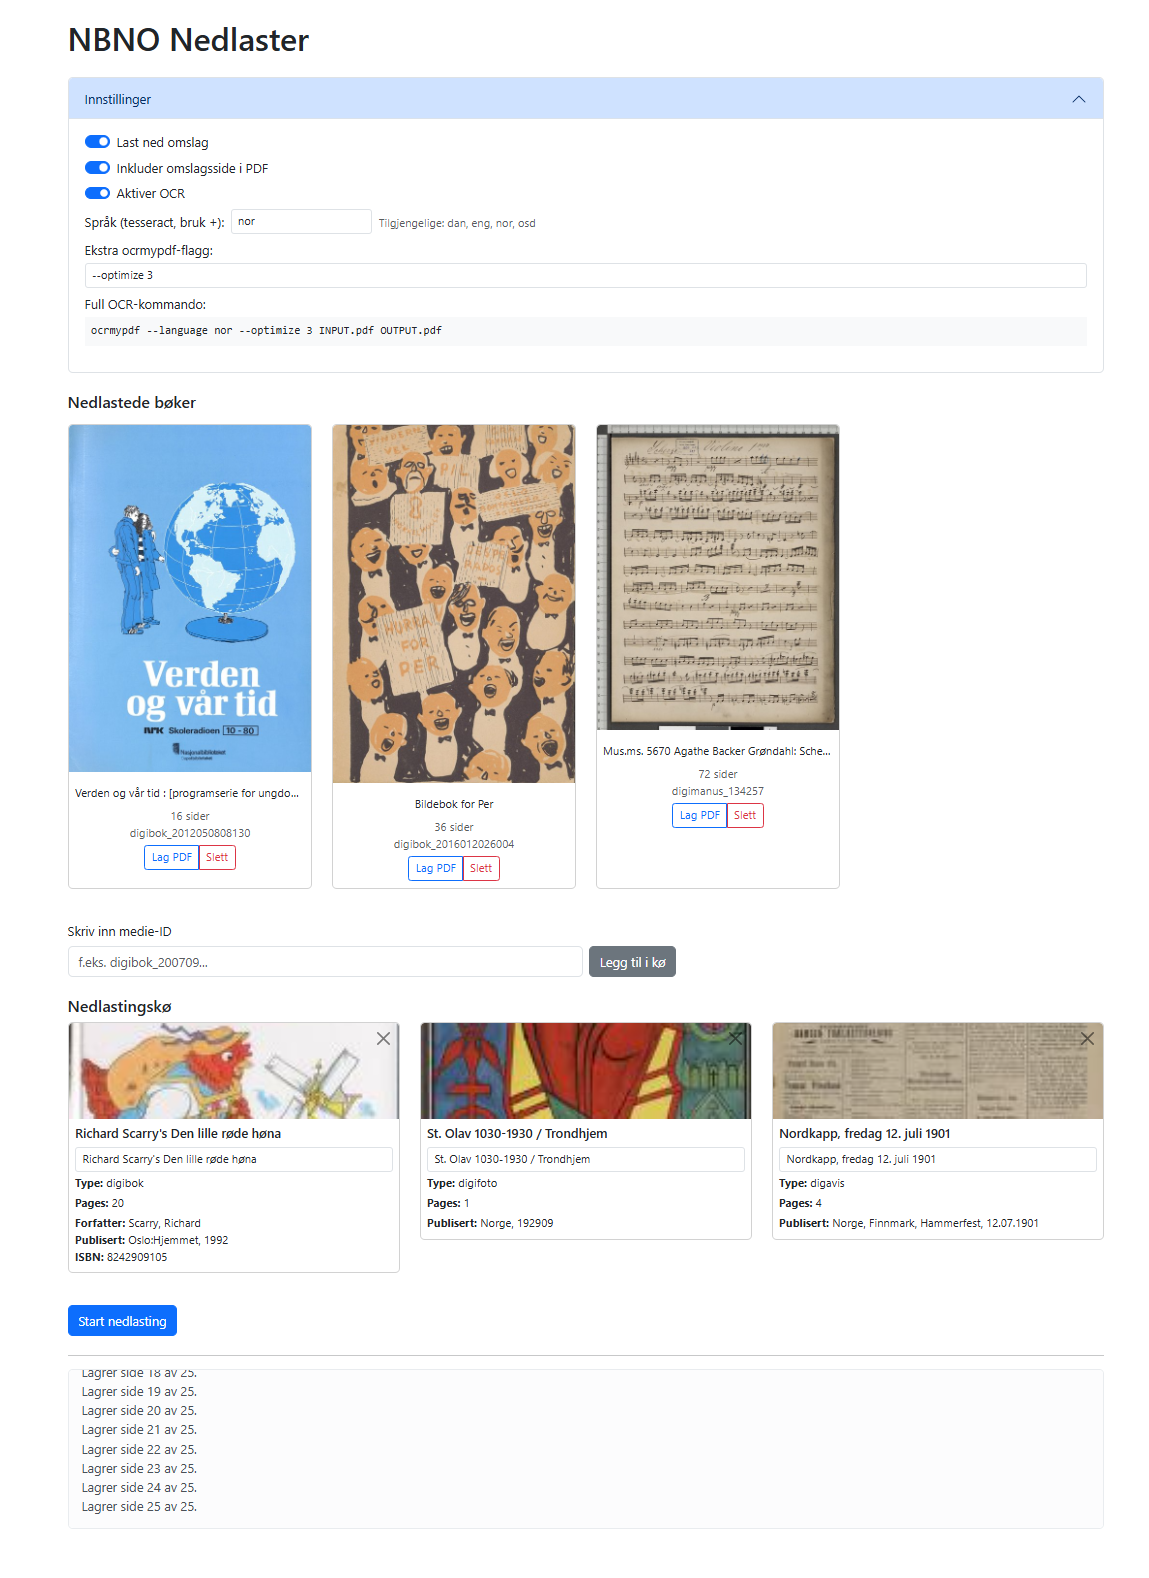 NBNO Nedlaster
Innstillinger
Last ned omslag
Inkluder omslagsside i PDF
Aktiver OCR
Språk (tesseract, bruk +): nor Tilgjengelige: dan, eng, nor, osd
Ekstra ocrmypdf-flagg:
--optimize 3
Full OCR-kommando:
ocrmypdf --language nor --optimize 3 INPUT.pdf OUTPUT.pdf
Nedlastede bøker
Verden
og vår tid
NRK Skoleradioen 10-80
Nasjonalbiblioteket
Verden og vår tid : [programserie for ungdo...
16 sider
digibok_2012050808130
Lag PDF Slett
HURRA
FOR
PER
Bildebok for Per
36 sider
digibok_2016012026004
Lag PDF Slett
Mus.ms. 5670 Agathe Backer Grøndahl: Sche...
72 sider
digimanus_134257
Lag PDF Slett
Skriv inn medie-ID
f.eks. digibok_200709...
Legg til i kø
Nedlastingskø
Richard Scarry's Den lille røde høna
Richard Scarry's Den lille røde høna
Type: digibok
Pages: 20
Forfatter: Scarry, Richard
Publisert: Oslo:Hjemmet, 1992
ISBN: 8242909105
St. Olav 1030-1930 / Trondhjem
St. Olav 1030-1930 / Trondhjem
Type: digifoto
Pages: 1
Publisert: Norge, 192909
Nordkapp, fredag 12. juli 1901
Nordkapp, fredag 12. juli 1901
Type: digavis
Pages: 4
Publisert: Norge, Finnmark, Hammerfest, 12.07.1901
Start nedlasting
Lagrer side 18 av 25.
Lagrer side 19 av 25.
Lagrer side 20 av 25.
Lagrer side 21 av 25.
Lagrer side 22 av 25.
Lagrer side 23 av 25.
Lagrer side 24 av 25.
Lagrer side 25 av 25.